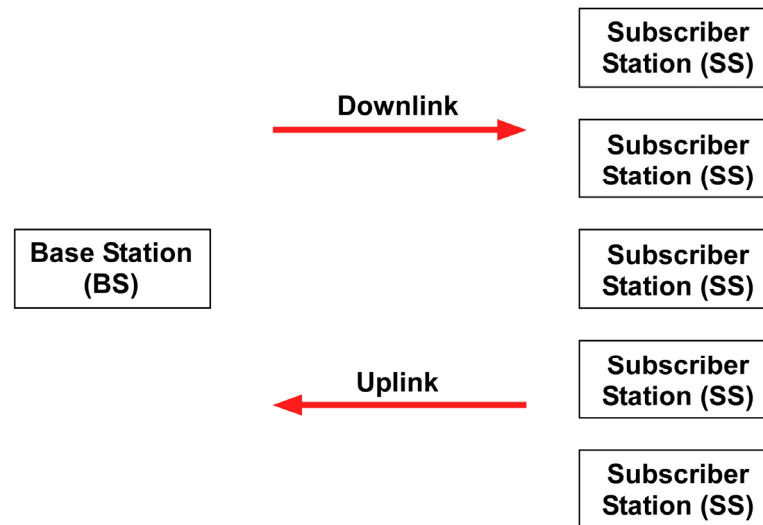 Subscriber
Station (SS)
Downlink
Subscriber
Station (SS)
Base Station
(BS)
Subscriber
Station (SS)
Uplink
Subscriber
Station (SS)
Subscriber
Station (SS)